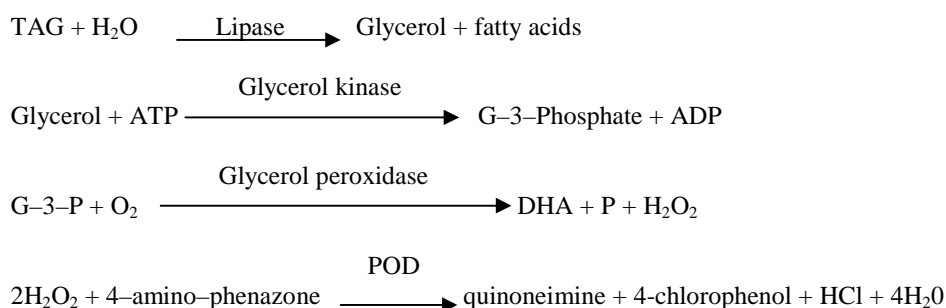 TAG + H₂O Lipase Glycerol + fatty acids
Glycerol kinase
Glycerol + ATP G–3–Phosphate + ADP
Glycerol peroxidase
G–3–P + O₂ DHA + P + H₂O₂
POD
2H₂O₂ + 4–amino–phenazone quinoneimine + 4-chlorophenol + HCl + 4H₂0